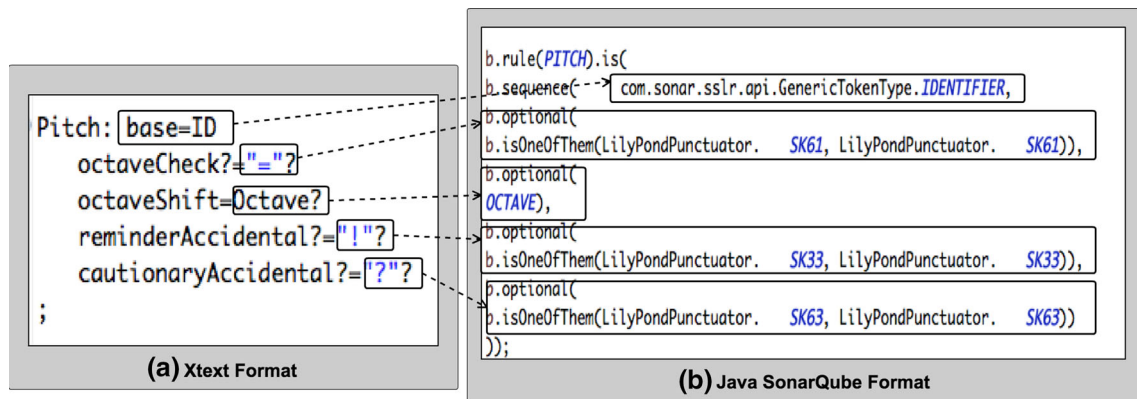 Pitch: base=ID
octaveCheck?="="?
octaveShift=Octave?
reminderAccidental?="!"?
cautionaryAccidental?="?"?
;
(a) Xtext Format
b.rule(PITCH).is(
b.sequence( com.sonar.sslr.api.GenericTokenType.IDENTIFIER,
b.optional(
b.isOneOfThem(LilyPondPunctuator. SK61, LilyPondPunctuator. SK61)),
b.optional(
OCTAVE),
b.optional(
b.isOneOfThem(LilyPondPunctuator. SK33, LilyPondPunctuator. SK33)),
b.optional(
b.isOneOfThem(LilyPondPunctuator. SK63, LilyPondPunctuator. SK63))
));
(b) Java SonarQube Format